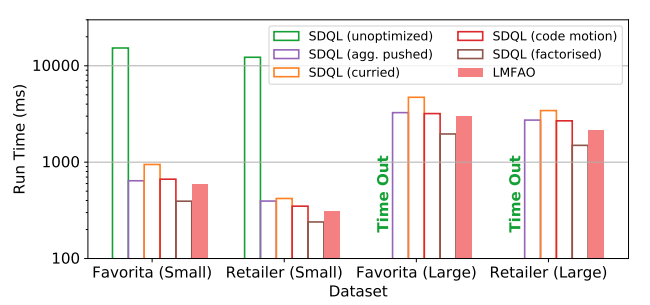 SDQL (unoptimized)
SDQL (agg. pushed)
SDQL (curried)
SDQL (code motion)
SDQL (factorised)
LMFAO
10000
1000
100
Run Time (ms)
Time Out
Time Out
Favorita (Small)
Retailer (Small)
Favorita (Large)
Retailer (Large)
Dataset